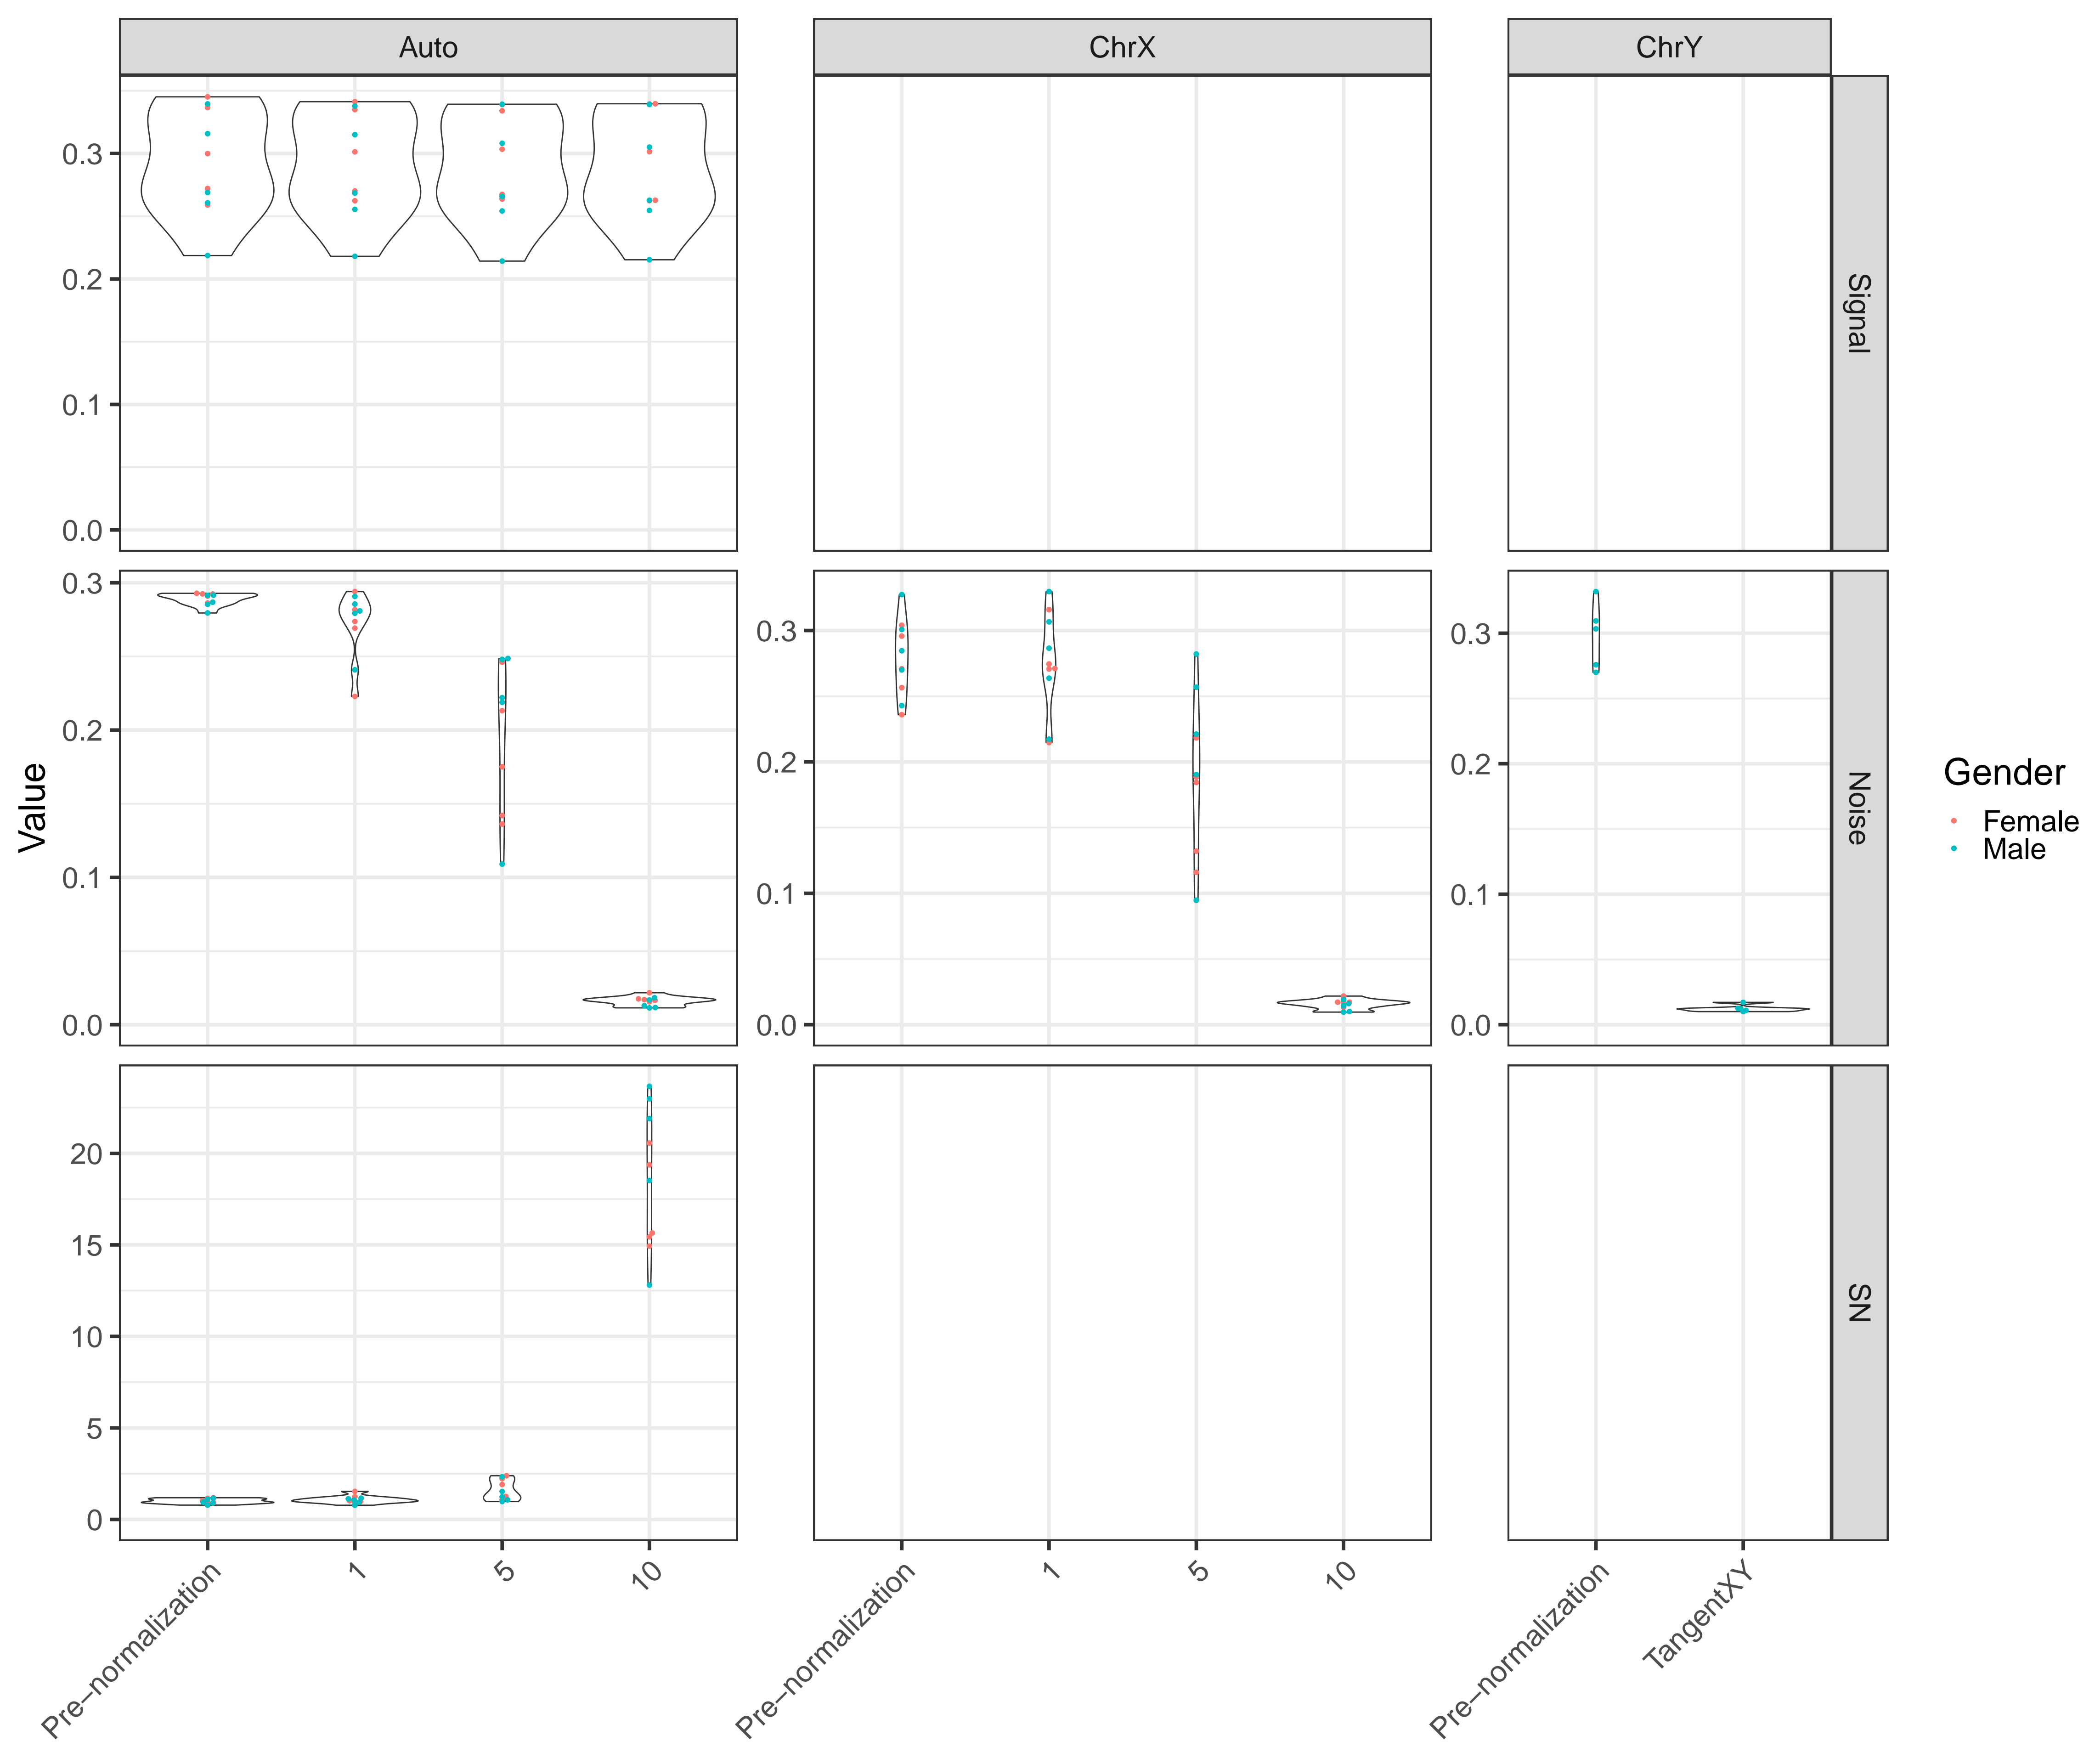 Auto
ChrX
ChrY
Signal
0.3
0.2
0.1
0.0
Noise
0.3
0.2
0.1
0.0
0.3
0.2
0.1
0.0
0.3
0.2
0.1
0.0
SN
20
15
10
5
0
Value
Pre−normalization
1
5
10
Pre−normalization
1
5
10
Pre−normalization
TangentXY
Gender
Female
Male